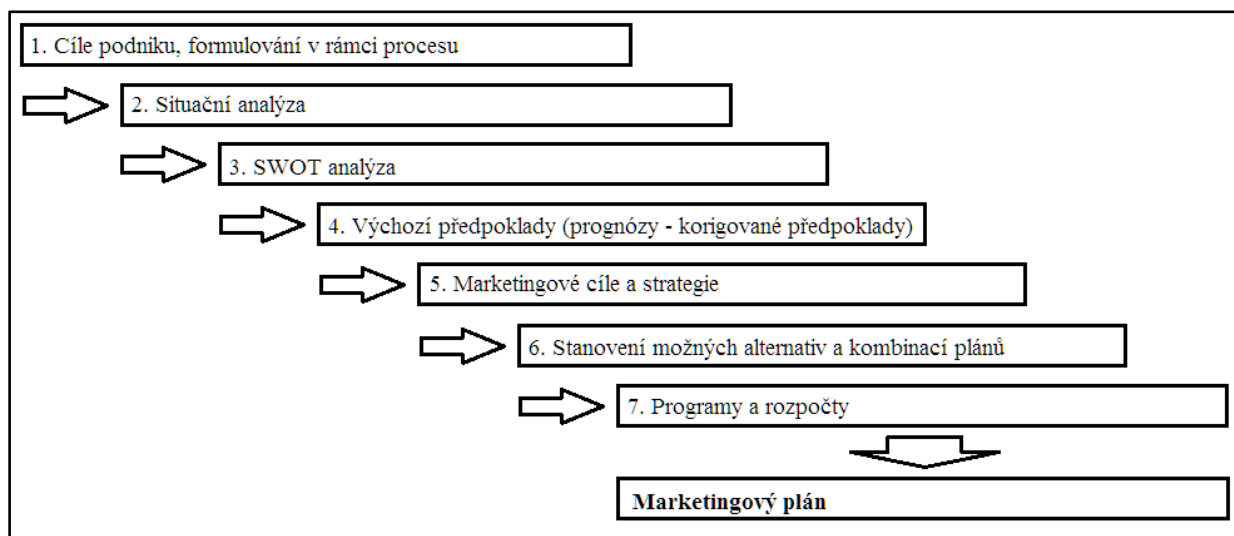 1. Cíle podniku, formulování v rámci procesu
2. Situační analýza
3. SWOT analýza
4. Výchozí předpoklady (prognózy - korigované předpoklady)
5. Marketingové cíle a strategie
6. Stanovení možných alternativ a kombinací plánů
7. Programy a rozpočty
Marketingový plán